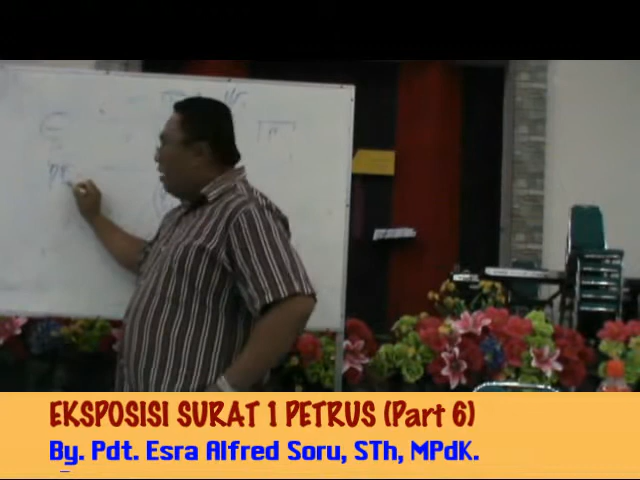 EKSPOSISI SURAT 1 PETRUS (Part 6)
By. Pdt. Esra Alfred Soru, STh, MPdK.